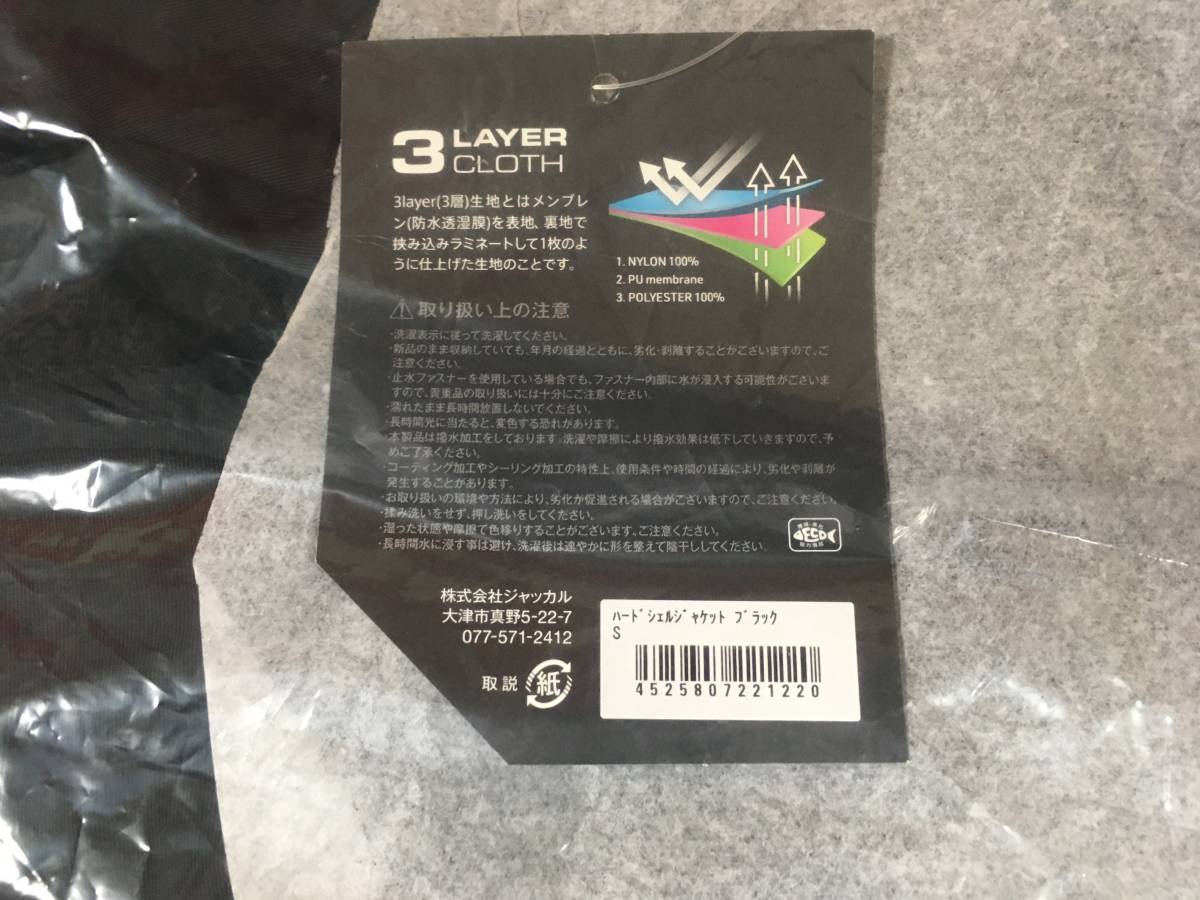 3 LAYER
CLOTH
3layer(3層)生地とはメンブレ
ン(防水透湿膜)を表地、裏地で
挟み込みラミネートして1枚のよ
うに仕上げた生地のことです。
1. NYLON 100%
2. PU membrane
3. POLYESTER 100%
取り扱い上の注意
・洗濯表示に従って洗濯してください。
・新品のまま収納していても、年月の経過とともに、劣化・剥離することがございますので、ご
注意ください。
・止水ファスナーを使用している場合でも、ファスナー内部に水が浸入する可能性がございま
すので、貴重品の取り扱いには十分にご注意ください。
・濡れたまま長時間放置しないでください。
・長時間光に当たると、変色する恐れがあります。
・本製品は撥水加工をしております。洗濯や摩擦により撥水効果は低下していきますので、予
めご了承ください。
・コーティング加工やシーリング加工の特性上、使用条件や時間の経過により、劣化や剥離が
発生することがあります。
・お取り扱いの環境や方法により、劣化が促進される場合がございますので、ご注意ください。
・揉み洗いをせず、押し洗いをしてください。
・湿った状態や摩擦で色移りすることがございます。ご注意ください。
・長時間水に浸す事は避け、洗濯後は速やかに形を整えて陰干ししてください。
ECO
株式会社ジャッカル
大津市真野5-22-7
077-571-2412
取説 紙
ﾊｰﾄﾞｼｪﾙｼﾞｬｹｯﾄ ﾌﾞﾗｯｸ
S
4525807221220